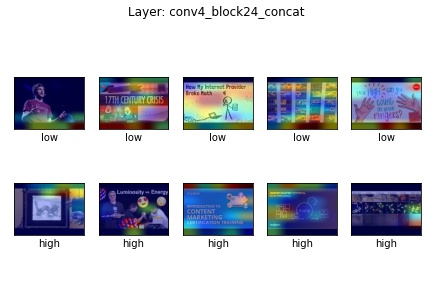 Layer: conv4_block24_concat
17TH CENTURY CRISIS
How My Internet Provider
Broke Math
low
low
low
low
low
Luminosity vs Energy
INTRODUCTION TO
CONTENT
MARKETING
CERTIFICATION TRAINING
high
high
high
high
high